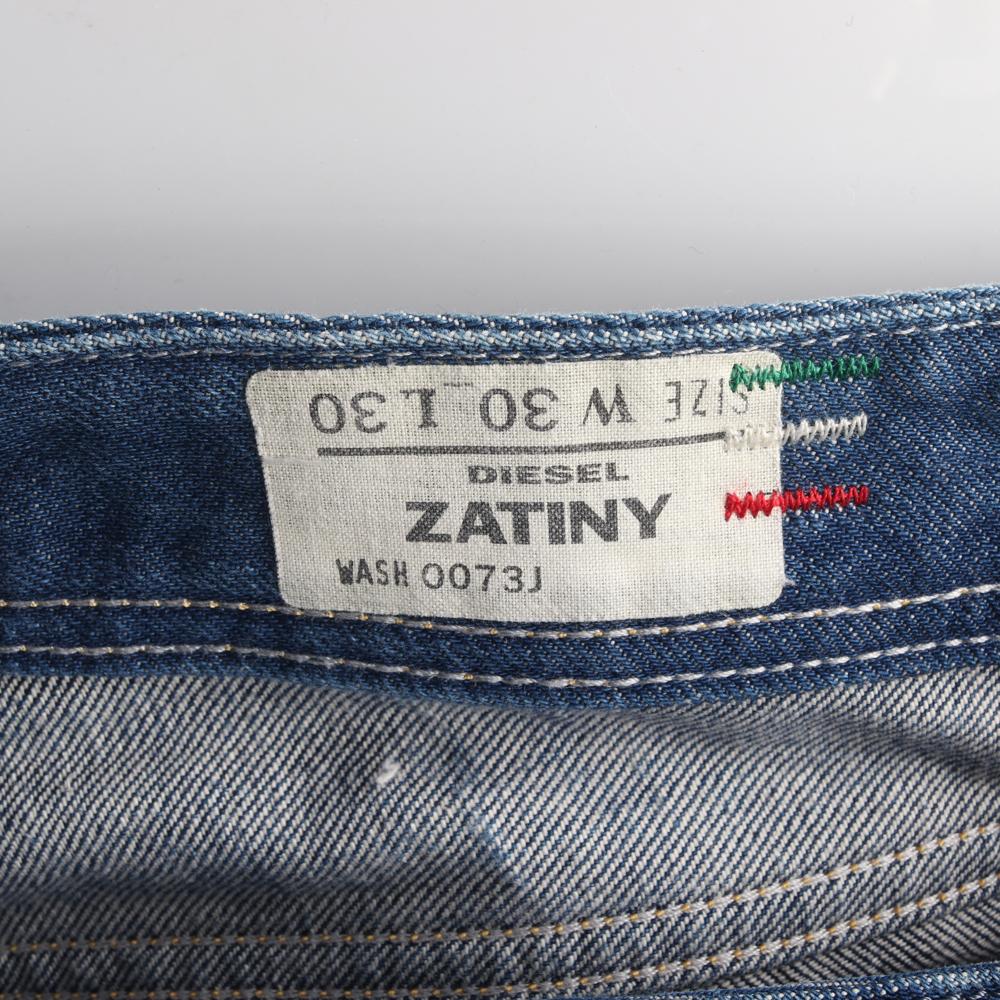 SIZE W 30 L 30
DIESEL
ZATINY
WASH 0073J